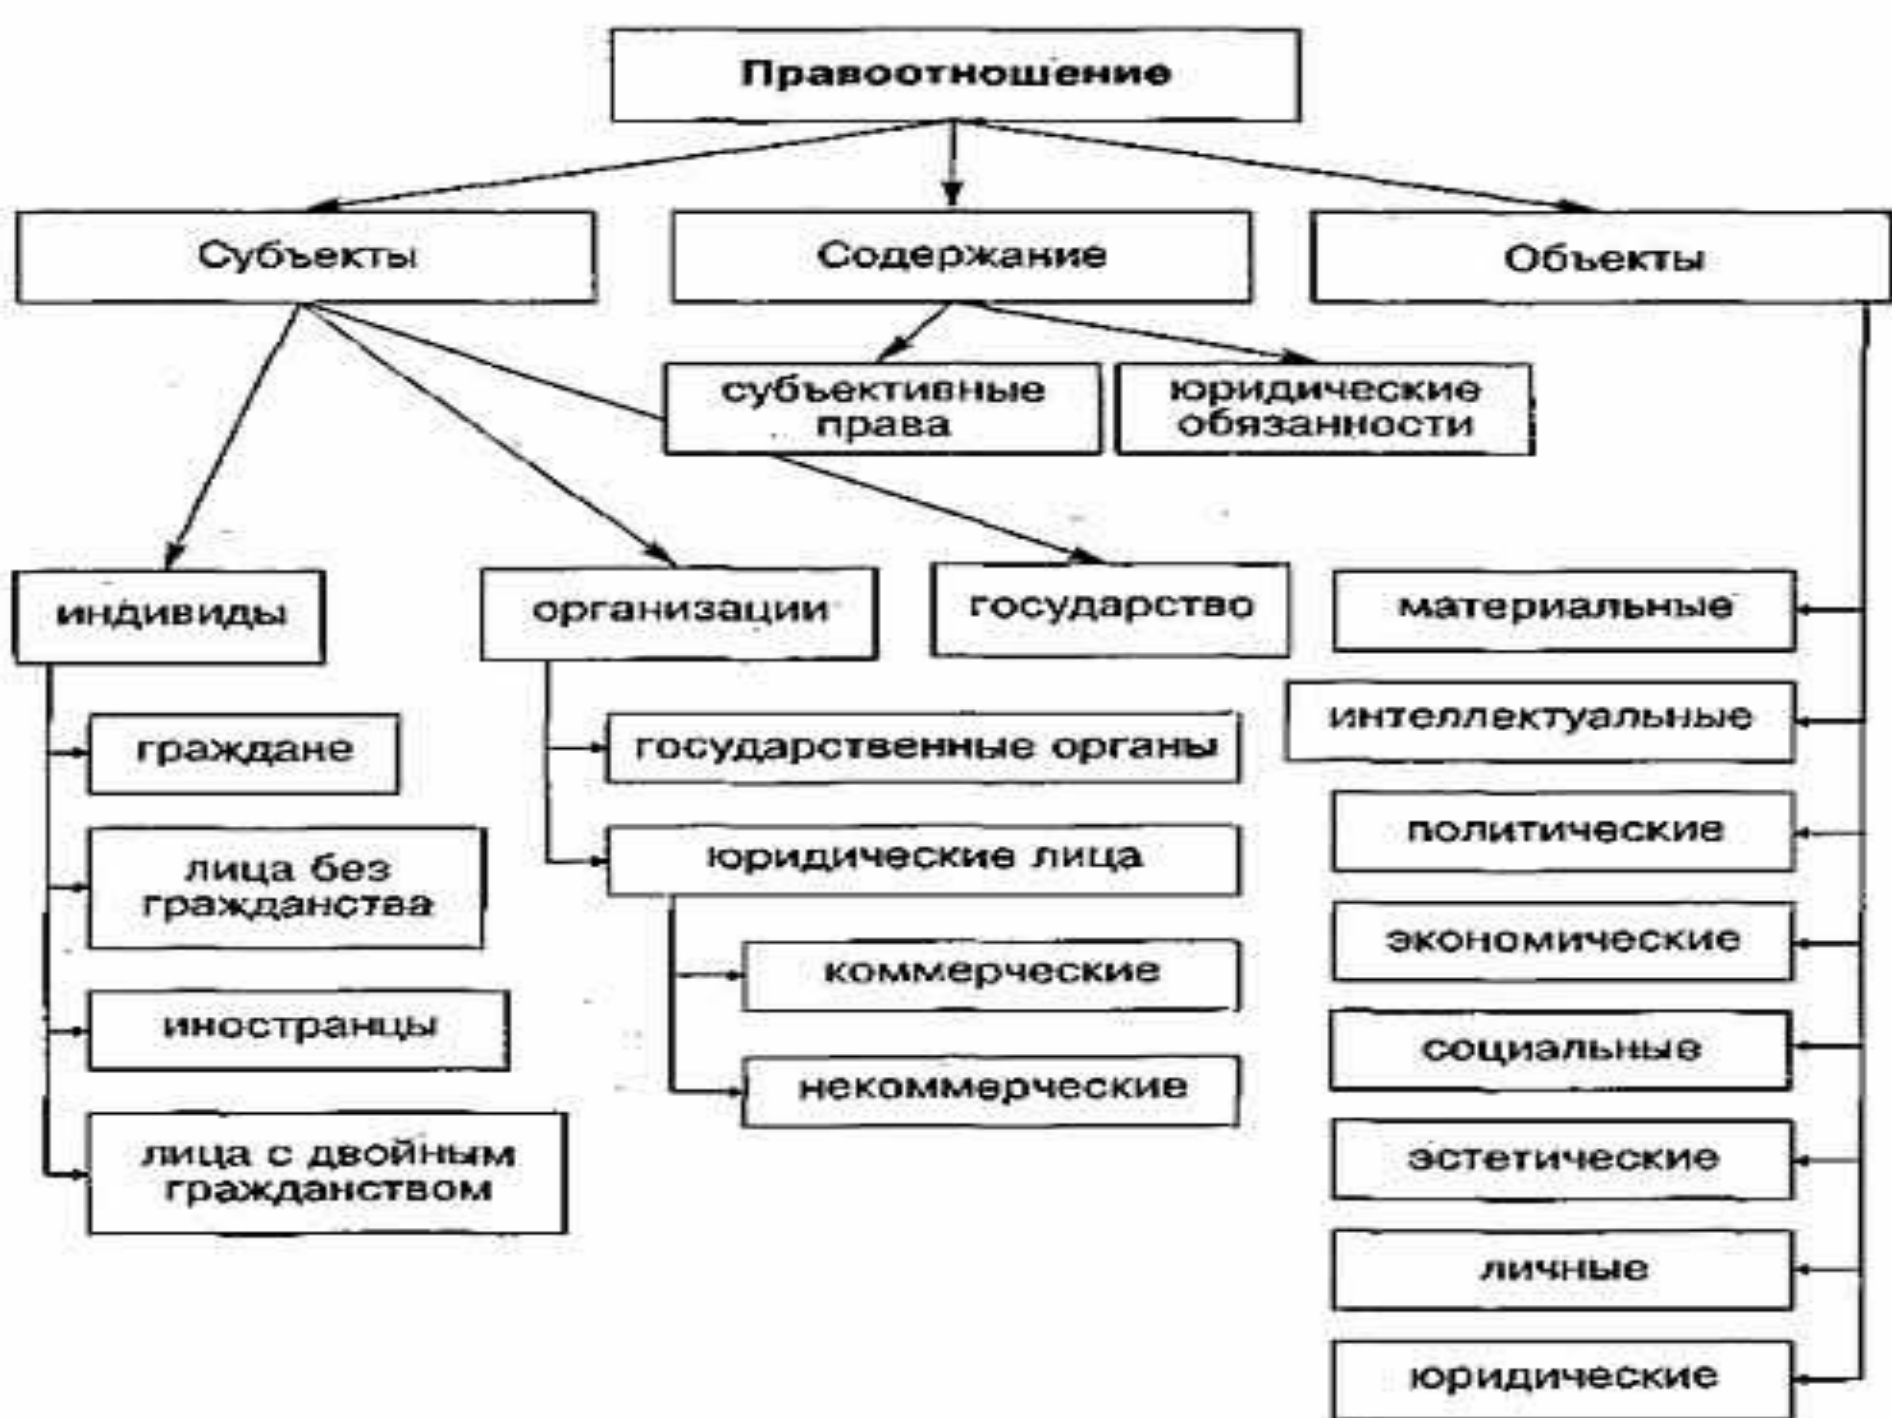 Правоотношение
Субъекты
Содержание
Объекты
субъективные
права
юридические
обязанности
индивиды
организации
государство
материальные
интеллектуальные
политические
экономические
социальные
эстетические
личные
юридические
граждане
лица без
гражданства
иностранцы
лица с двойным
гражданством
государственные органы
юридические лица
коммерческие
некоммерческие